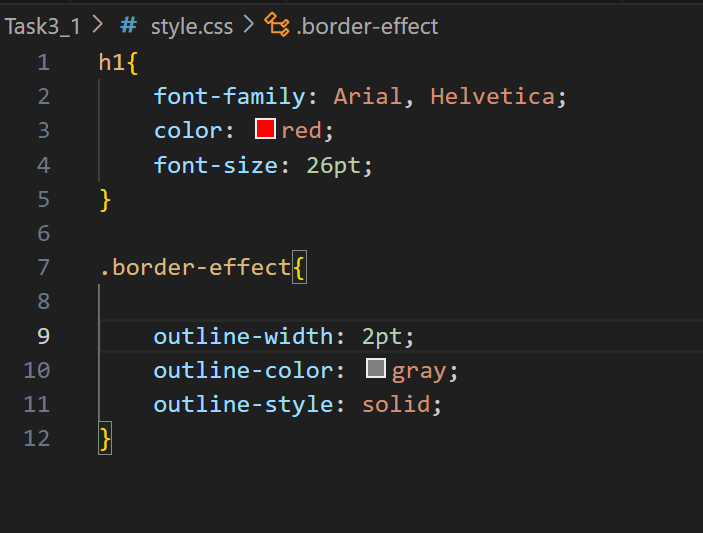 Task3_1 > # style.css > .border-effect
1 h1{
2     font-family: Arial, Helvetica;
3     color: red;
4     font-size: 26pt;
5 }
6
7 .border-effect{
8
9     outline-width: 2pt;
10     outline-color: gray;
11     outline-style: solid;
12 }